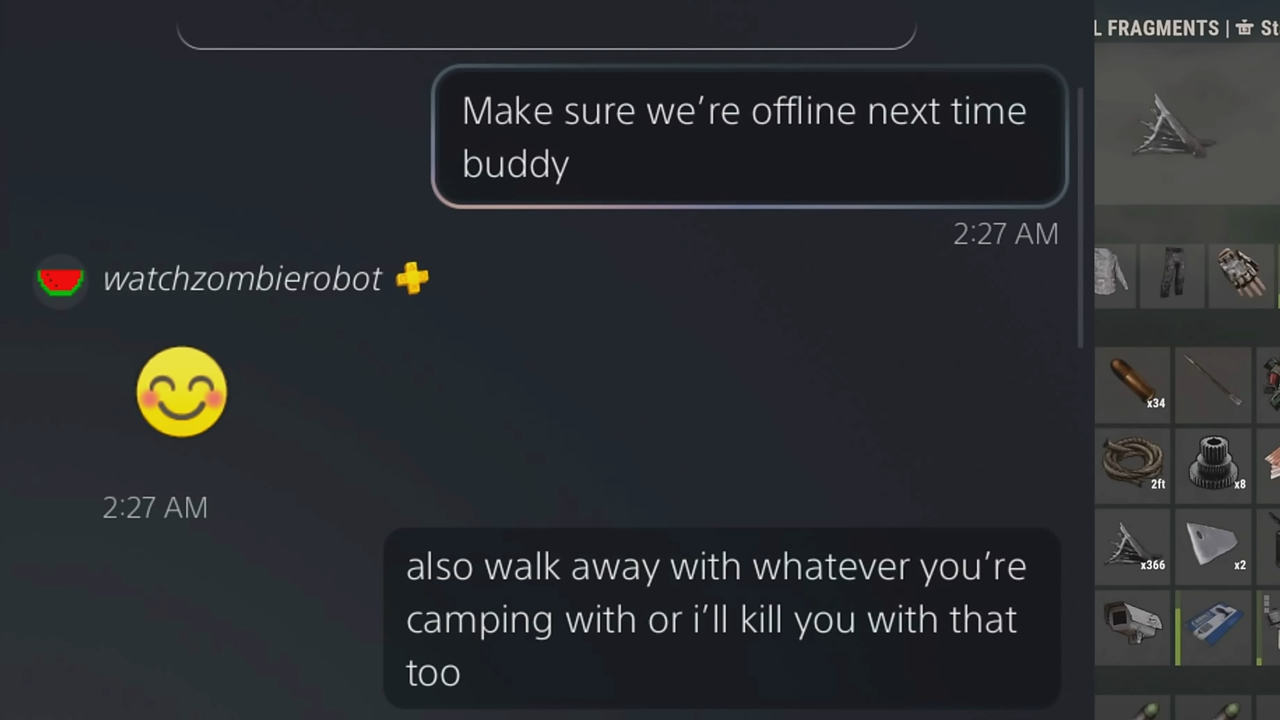 L FRAGMENTS | St
Make sure we're offline next time
buddy
2:27 AM
watchzombierobot
2:27 AM
also walk away with whatever you're
camping with or i'll kill you with that
too
x34
2ft
x8
x366
x2